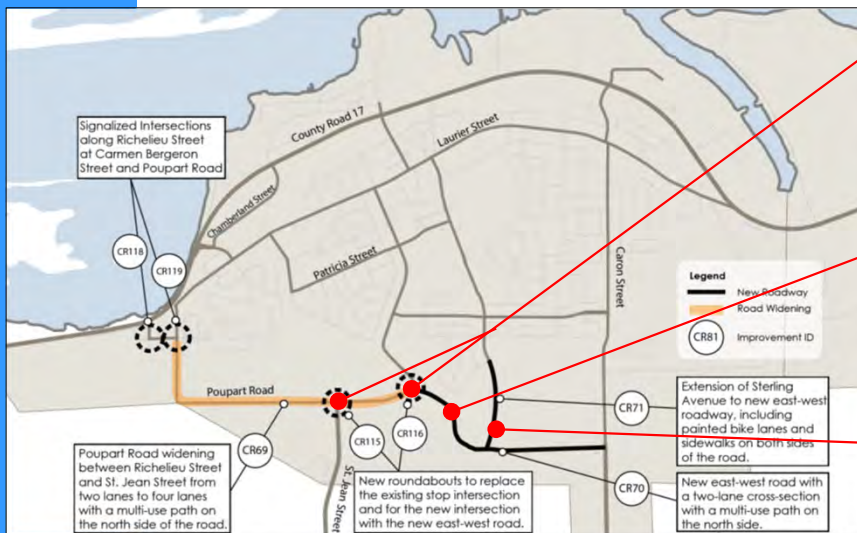 County Road 17
Laurier Street
Signalized Intersections
along Richelieu Street
at Carmen Bergeron
Street and Poupart Road
Chamberland Street
Patricia Street
Caron Street
CR118
CR119
Legend
New Roadway
Road Widening
CR81
Improvement ID
Poupart Road
CR69
CR115
CR116
CR71
Extension of Sterling
Avenue to new east-west
roadway, including
painted bike lanes and
sidewalks on both sides
of the road.
Poupart Road widening
between Richelieu Street
and St. Jean Street from
two lanes to four lanes
with a multi-use path on
the north side of the road.
St. Jean Street
New roundabouts to replace
the existing stop intersection
and for the new intersection
with the new east-west road.
CR70
New east-west road with
a two-lane cross-section
with a multi-use path on
the north side.